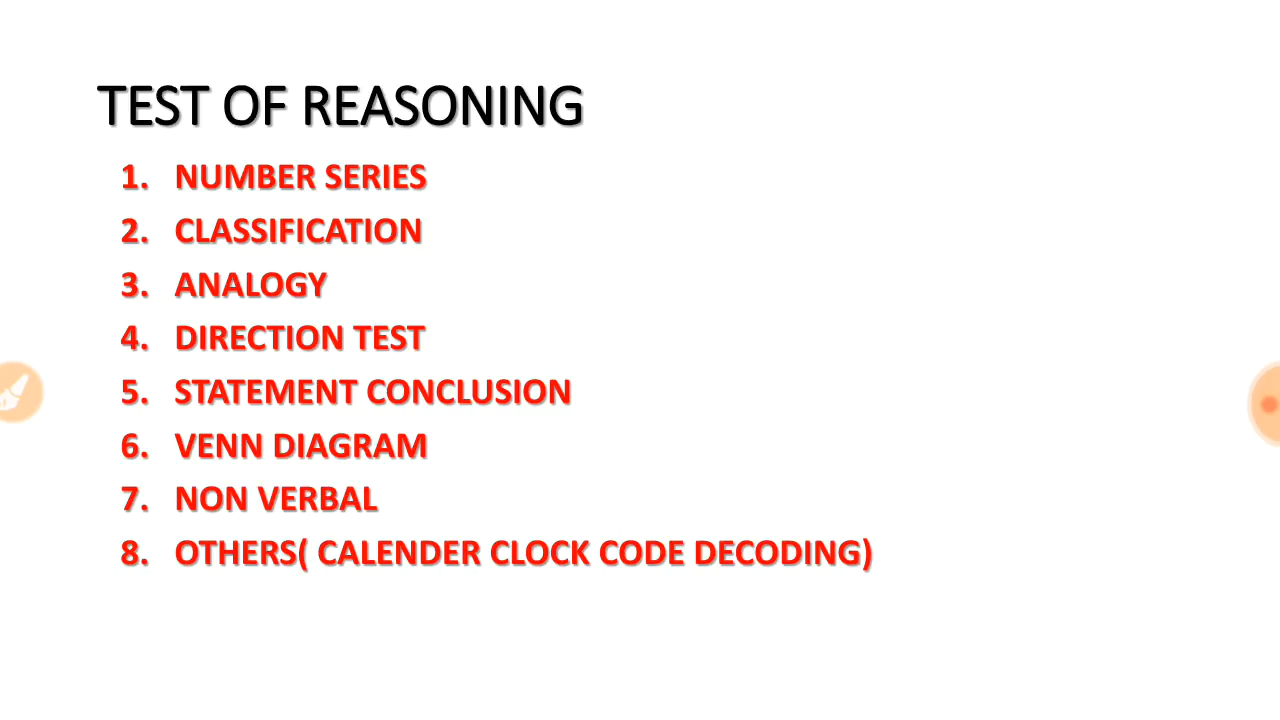 TEST OF REASONING
1. NUMBER SERIES
2. CLASSIFICATION
3. ANALOGY
4. DIRECTION TEST
5. STATEMENT CONCLUSION
6. VENN DIAGRAM
7. NON VERBAL
8. OTHERS( CALENDER CLOCK CODE DECODING)